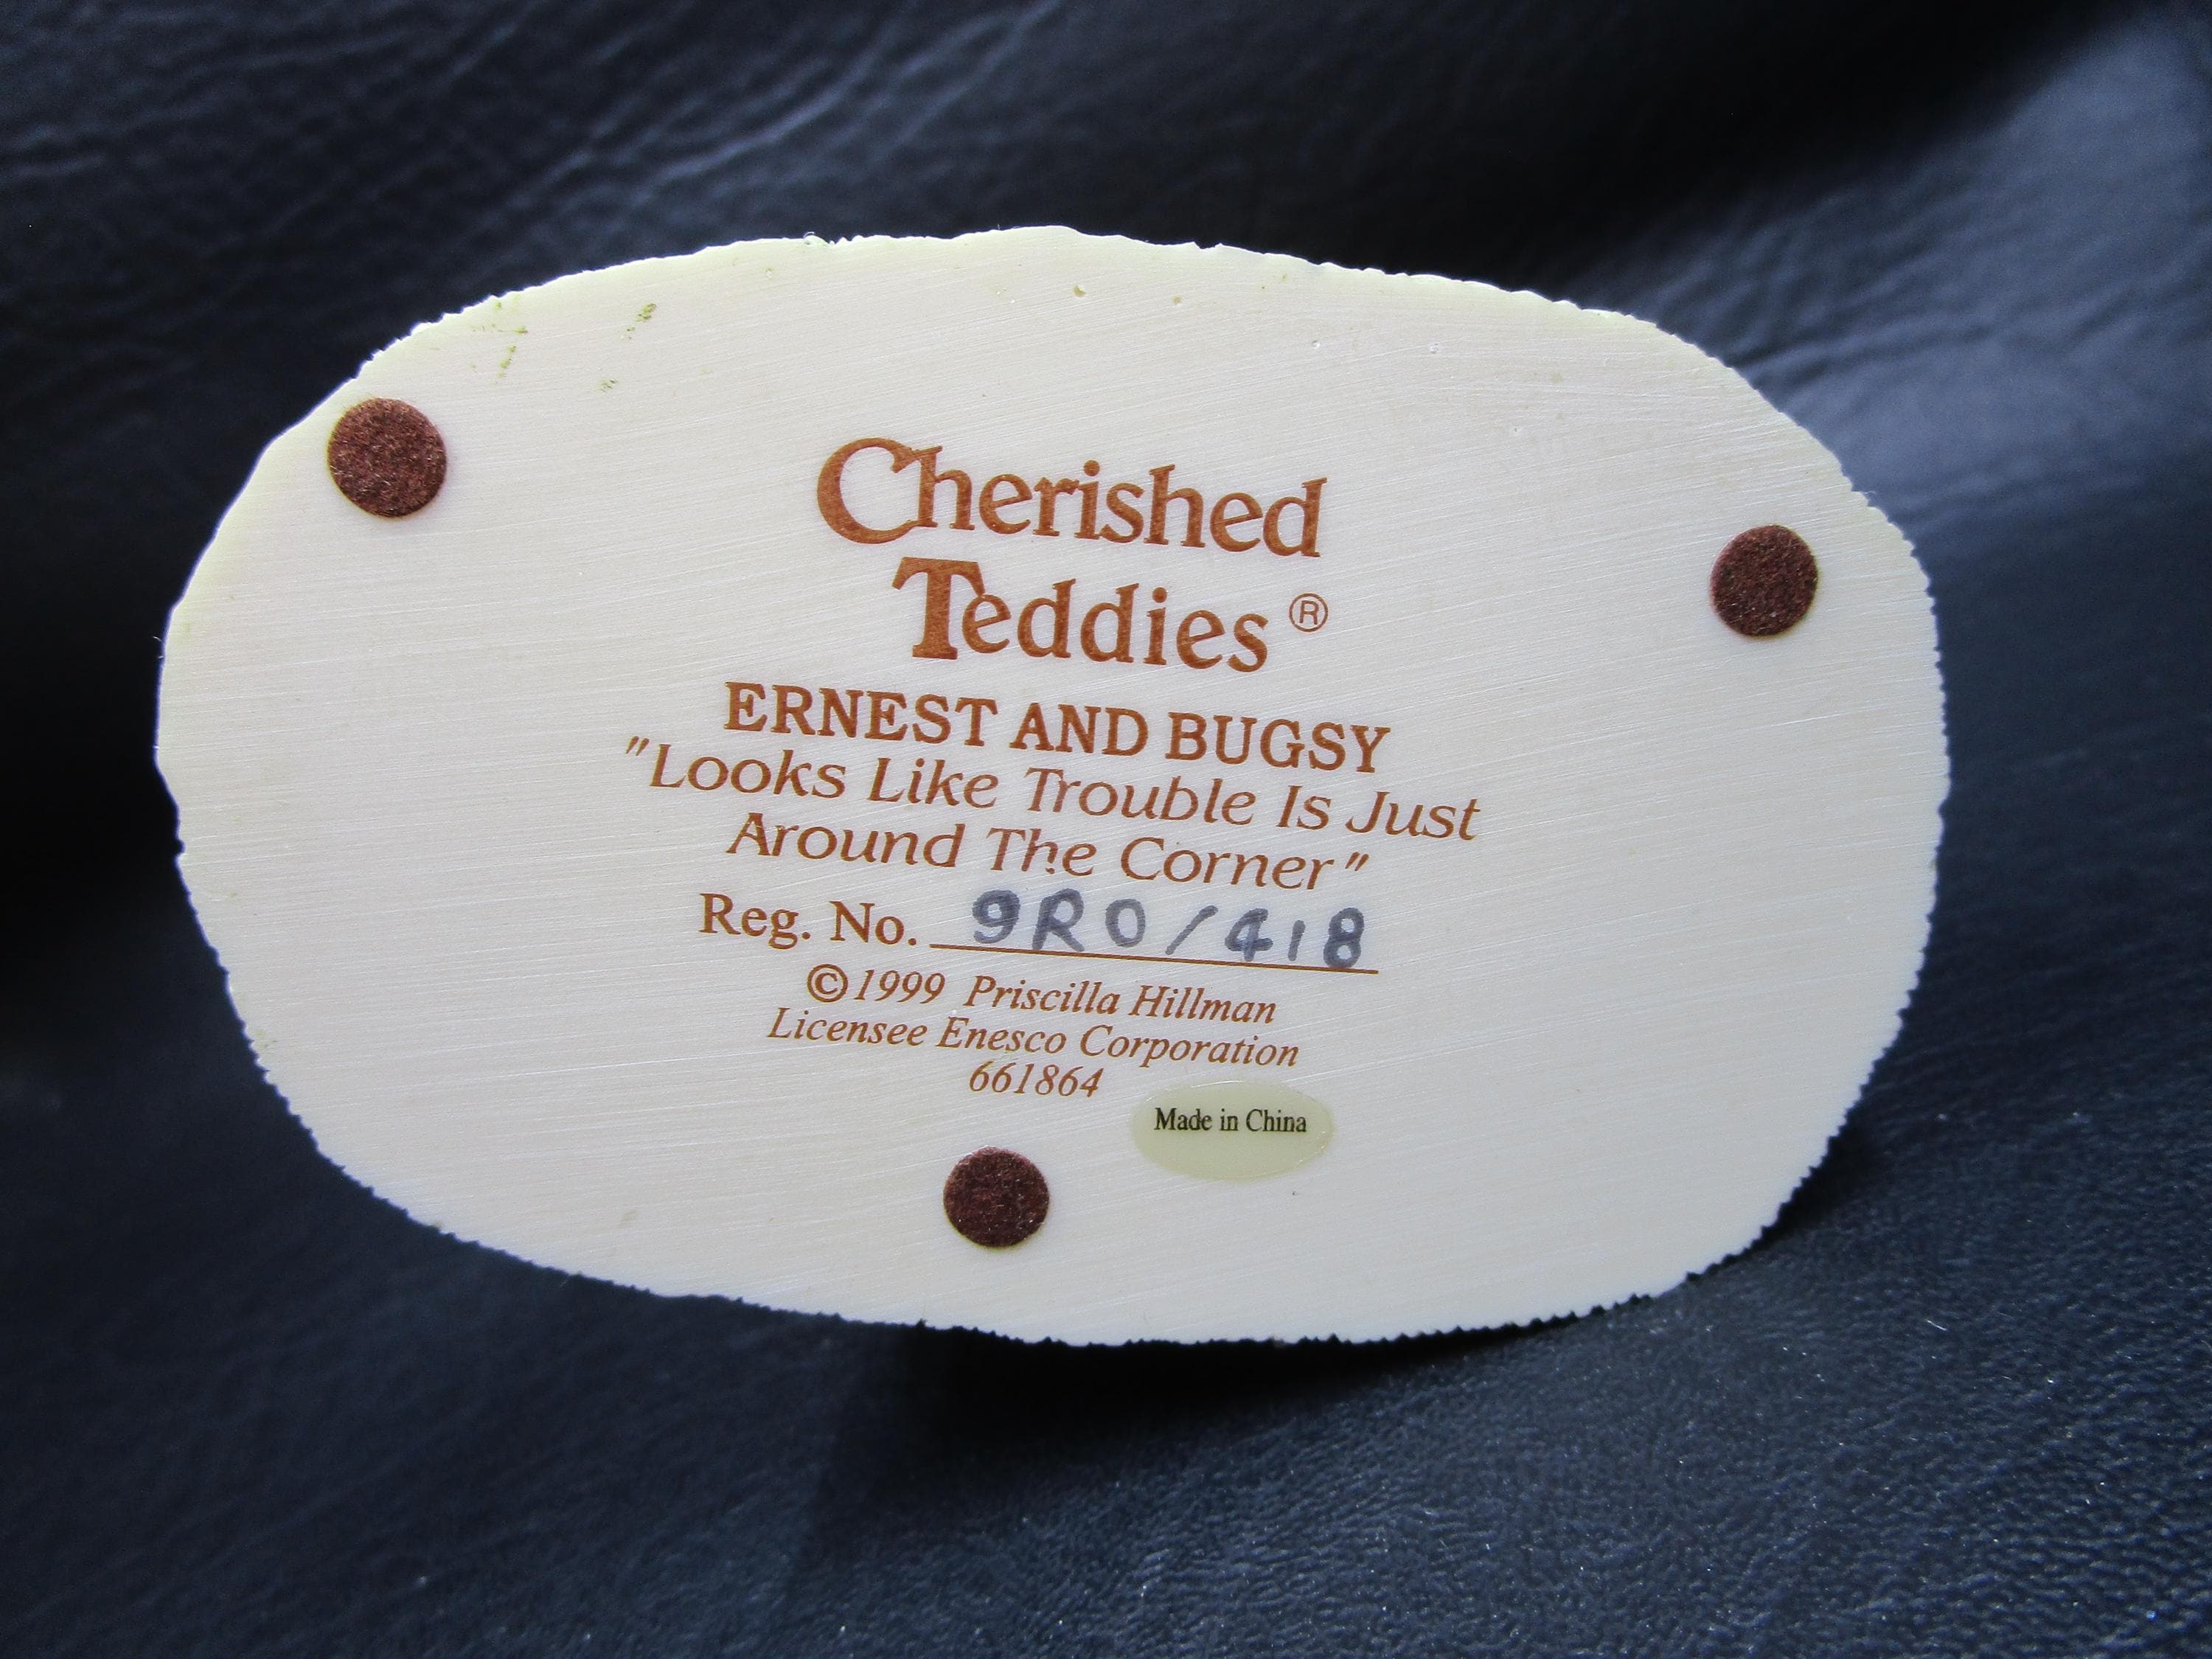 Cherished
Teddies®
ERNEST AND BUGSY
"Looks Like Trouble Is Just
Around The Corner"
Reg. No. 9R0/418
©1999 Priscilla Hillman
Licensee Enesco Corporation
661864
Made in China